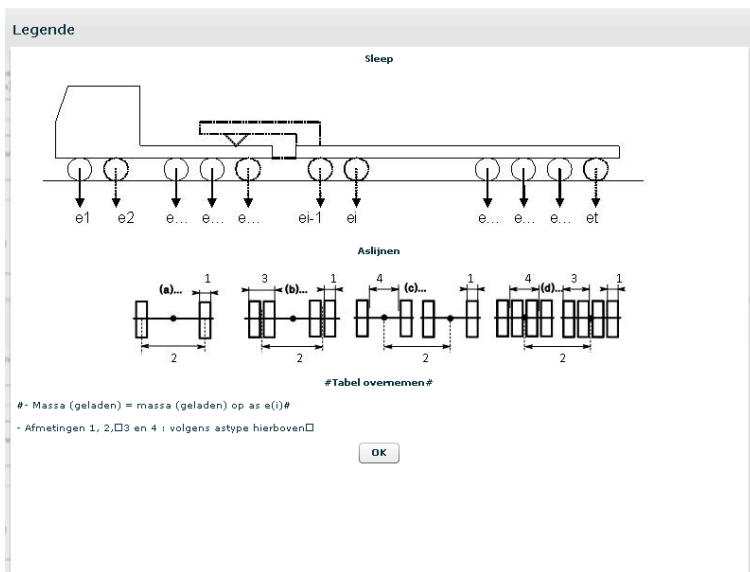 Legende
Sleep
e1 e2 e... e... e... ei-1 ei e... e... e... et
Aslijnen
(a)... 1 3 (b)... 1 4 (c)... 1 4 (d)... 3 1
2 2 2 2
#Tabel overnemen#
#- Massa (geladen) = massa (geladen) op as e(i)#
- Afmetingen 1, 2,□3 en 4 : volgens astype hierboven□
OK